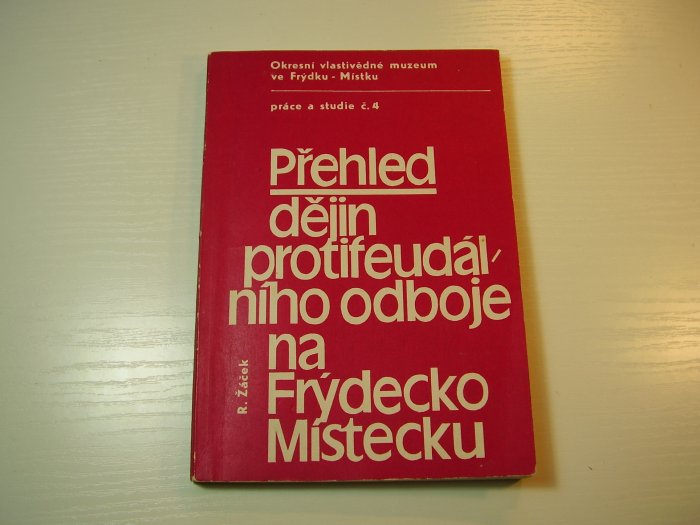 Okresní vlastivědné muzeum
ve Frýdku - Místku
práce a studie č. 4
Přehled
dějin
protifeudál-
ního odboje
na
Frýdecko
Místecku
R. Žáček